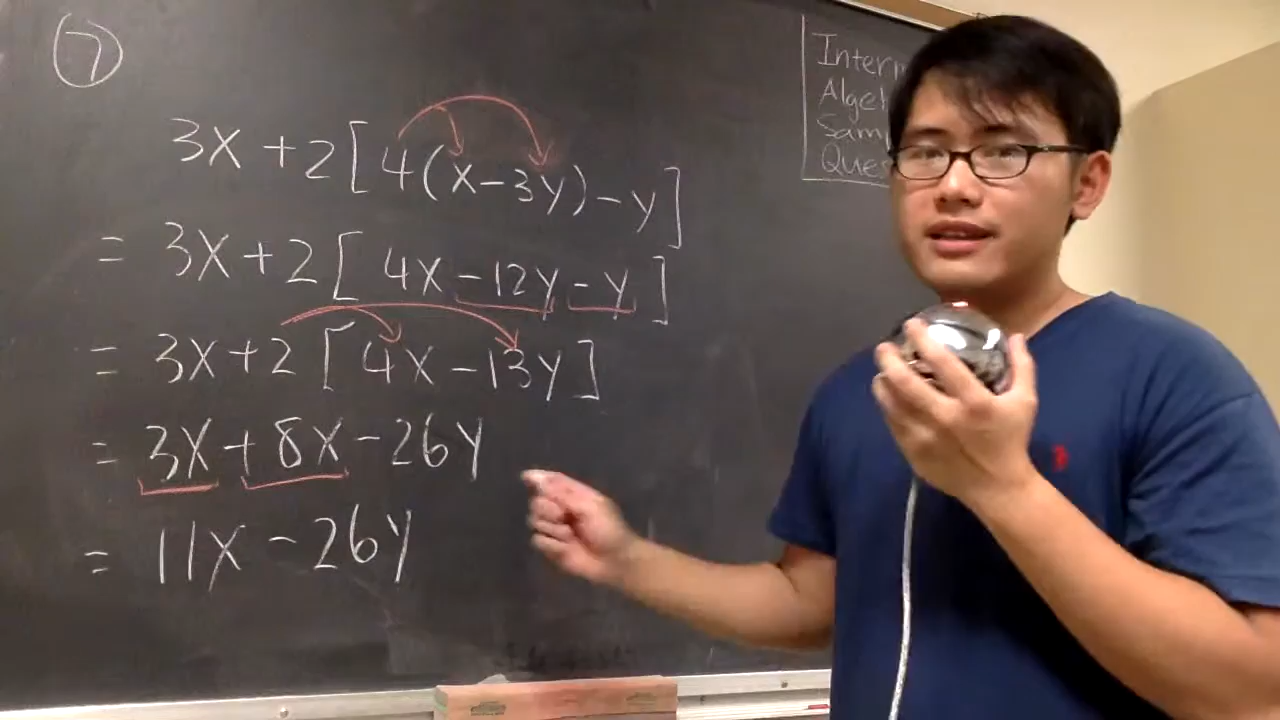 7
3x + 2[4(x - 3y) - y]
= 3x + 2[4x - 12y - y]
= 3x + 2[4x - 13y]
= 3x + 8x - 26y
= 11x - 26y